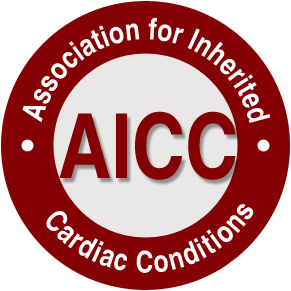 Association for Inherited
AICC
Cardiac Conditions